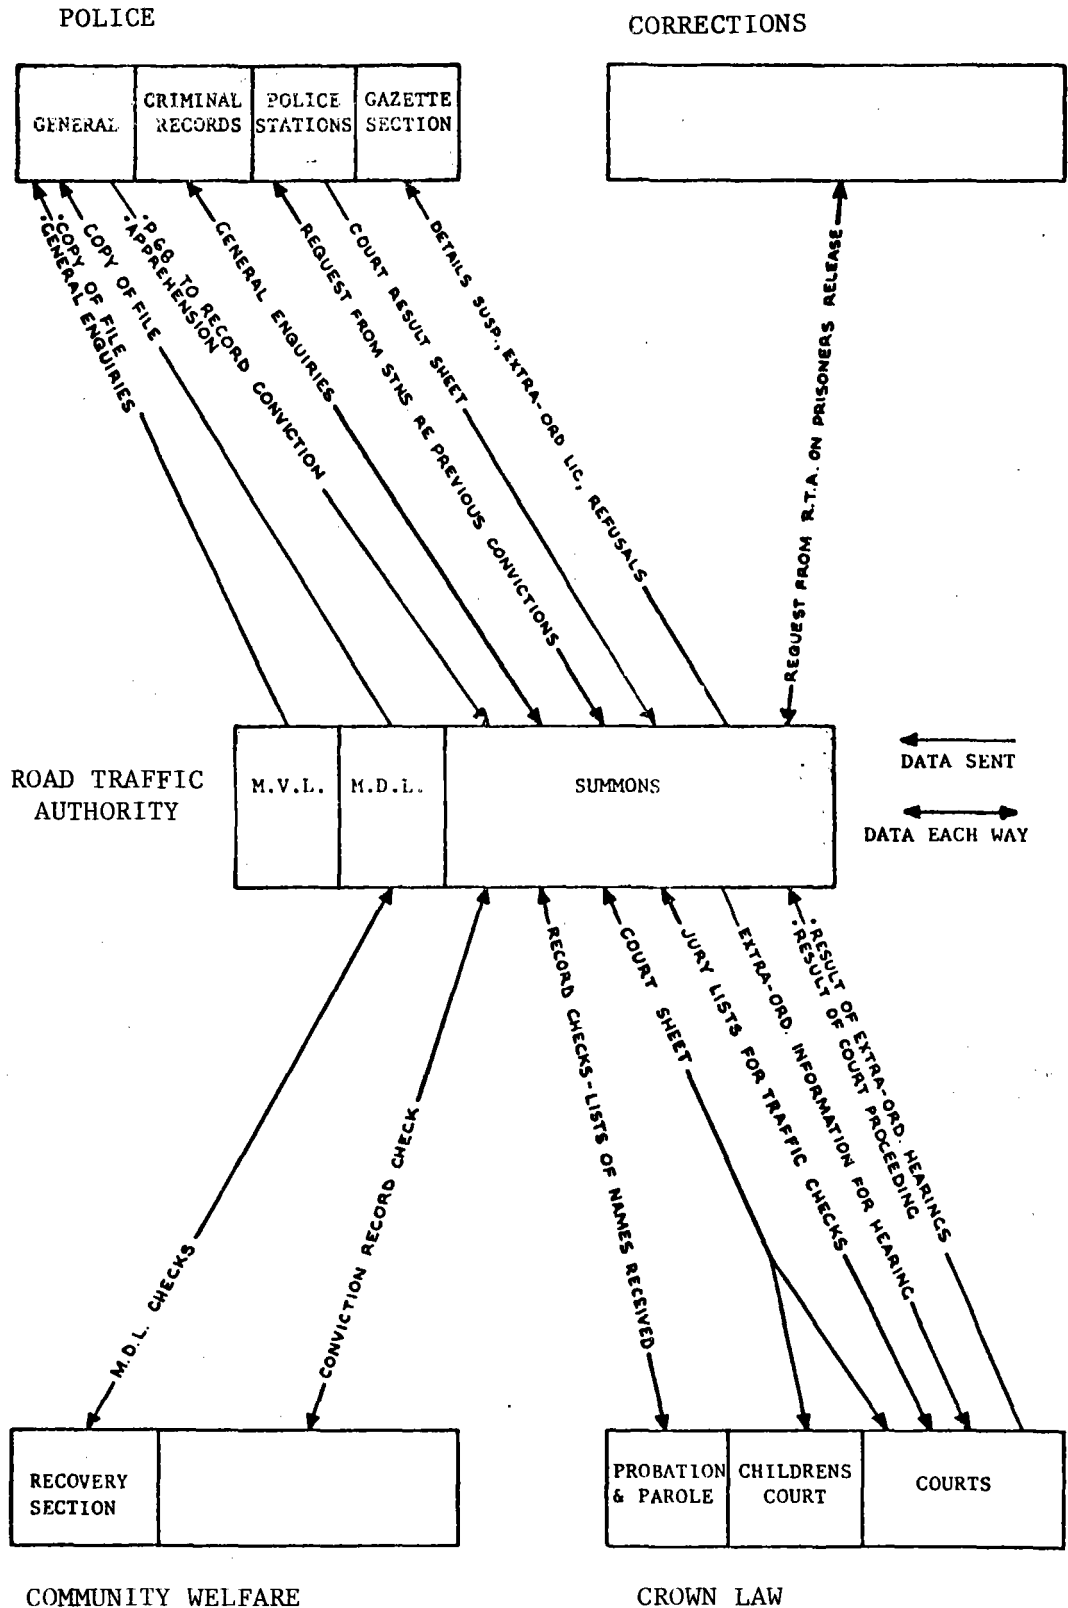 POLICE
CORRECTIONS
GENERAL
CRIMINAL
RECORDS
POLICE
STATIONS
GAZETTE
SECTION
·COPY OF FILE
·GENERAL ENQUIRIES
COPY OF FILE
·P.68 TO RECORD CONVICTION
·APPREHENSION
GENERAL ENQUIRIES
REQUEST FROM STNS. RE PREVIOUS CONVICTIONS
COURT RESULT SHEET
DETAILS SUSP., EXTRA-ORD LIC., REFUSALS
REQUEST FROM R.T.A. ON PRISONERS RELEASE
ROAD TRAFFIC
AUTHORITY
M.V.L.
M.D.L.
SUMMONS
DATA SENT
DATA EACH WAY
M.D.L. CHECKS
CONVICTION RECORD CHECK
RECORD CHECKS-LISTS OF NAMES RECEIVED
COURT SHEET
JURY LISTS FOR TRAFFIC CHECKS
EXTRA-ORD. INFORMATION FOR HEARING
·RESULT OF EXTRA-ORD. HEARINGS
·RESULT OF COURT PROCEEDING
RECOVERY
SECTION
PROBATION
& PAROLE
CHILDRENS
COURT
COURTS
COMMUNITY WELFARE
CROWN LAW